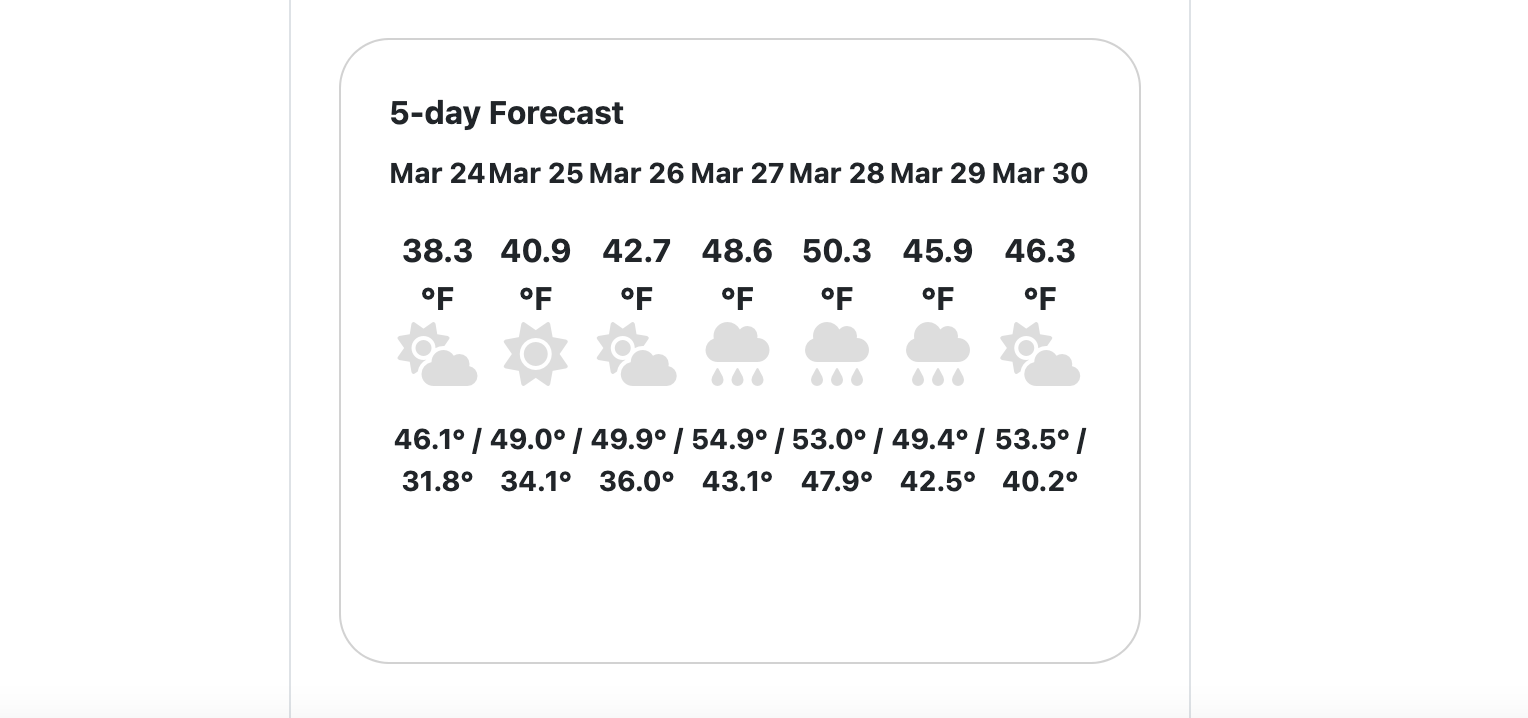 5-day Forecast
Mar 24 Mar 25 Mar 26 Mar 27 Mar 28 Mar 29 Mar 30
38.3 40.9 42.7 48.6 50.3 45.9 46.3
°F °F °F °F °F °F °F
46.1° / 49.0° / 49.9° / 54.9° / 53.0° / 49.4° / 53.5° /
31.8° 34.1° 36.0° 43.1° 47.9° 42.5° 40.2°